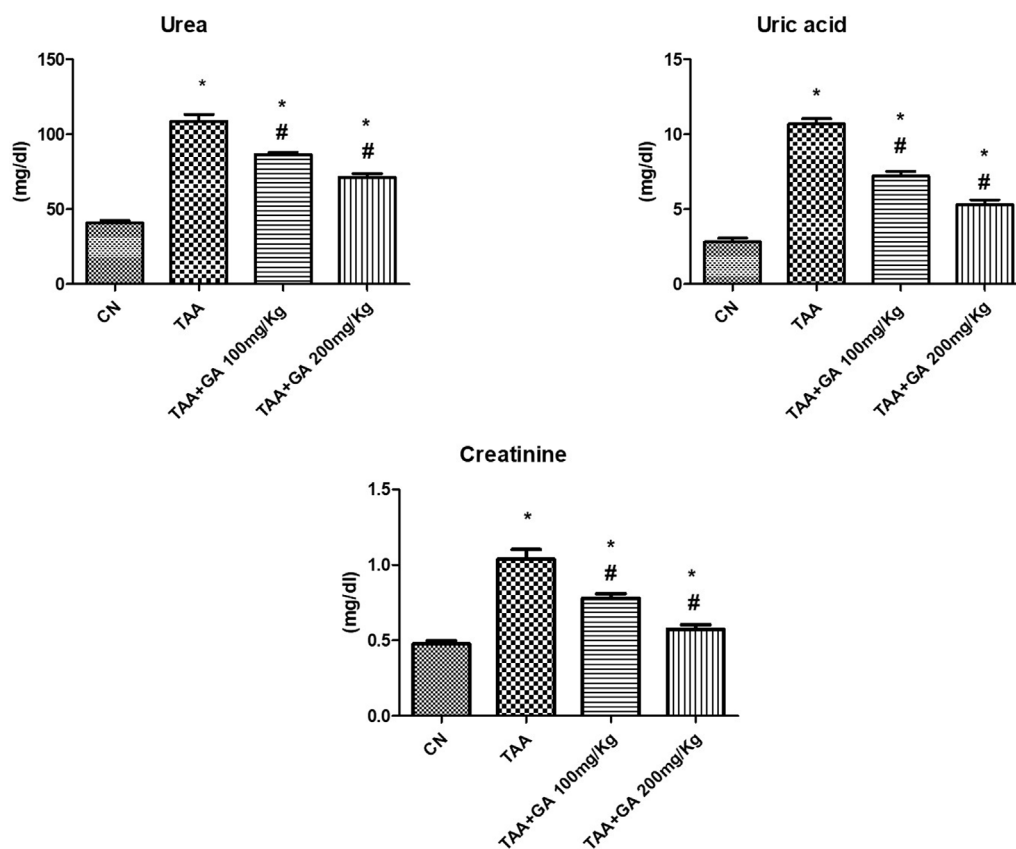 Urea
150
100
50
0
(mg/dl)
*
*
#
*
#
CN
TAA
TAA+GA 100mg/Kg
TAA+GA 200mg/Kg
Uric acid
15
10
5
0
(mg/dl)
*
*
#
*
#
CN
TAA
TAA+GA 100mg/Kg
TAA+GA 200mg/Kg
Creatinine
1.5
1.0
0.5
0.0
(mg/dl)
*
*
#
*
#
CN
TAA
TAA+GA 100mg/Kg
TAA+GA 200mg/Kg